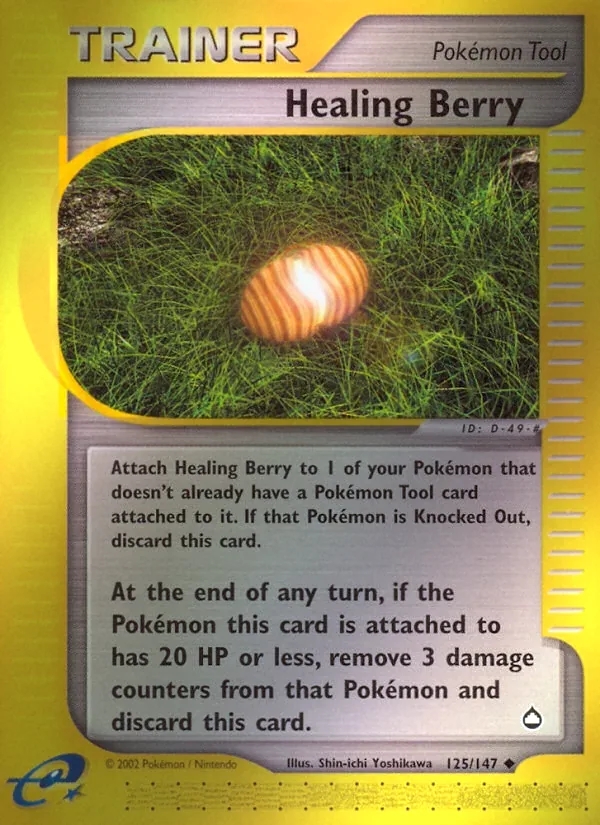 TRAINER
Pokémon Tool
Healing Berry
ID: D-49-#
Attach Healing Berry to 1 of your Pokémon that
doesn't already have a Pokémon Tool card
attached to it. If that Pokémon is Knocked Out,
discard this card.
At the end of any turn, if the
Pokémon this card is attached to
has 20 HP or less, remove 3 damage
counters from that Pokémon and
discard this card.
© 2002 Pokémon / Nintendo Illus. Shin-ichi Yoshikawa 125/147 ◆
e